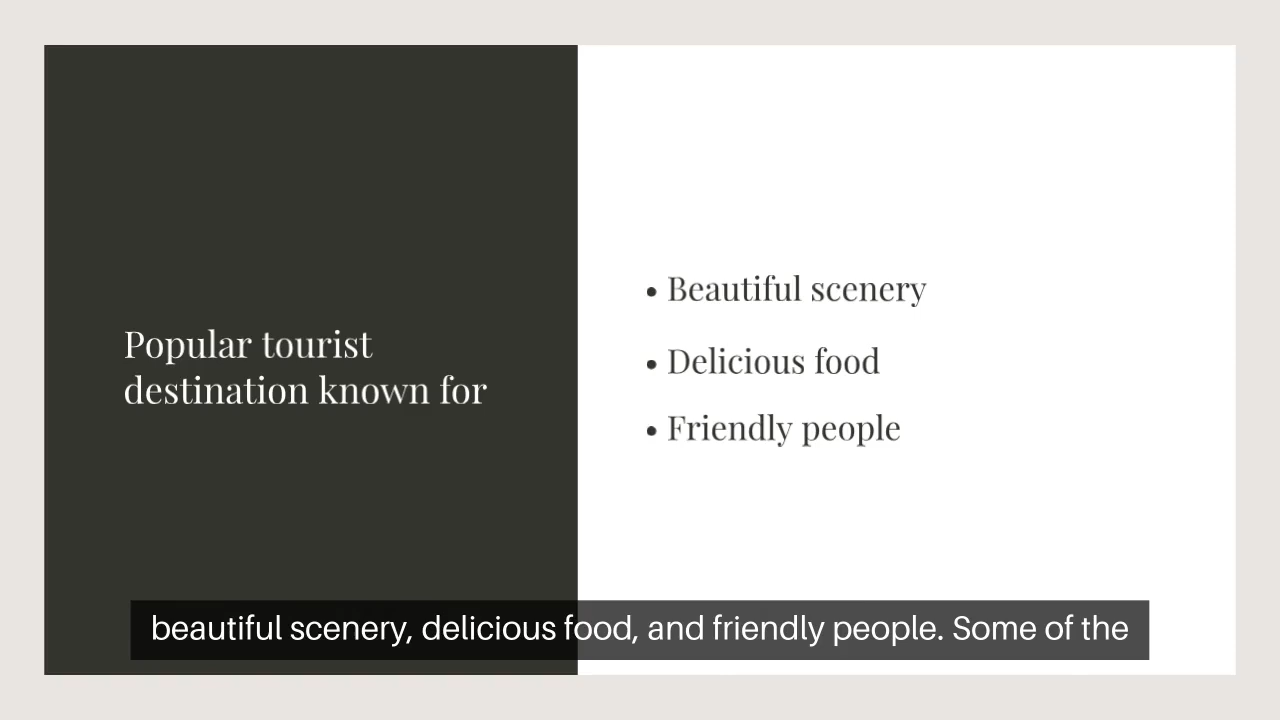 Popular tourist
destination known for
• Beautiful scenery
• Delicious food
• Friendly people
beautiful scenery, delicious food, and friendly people. Some of the